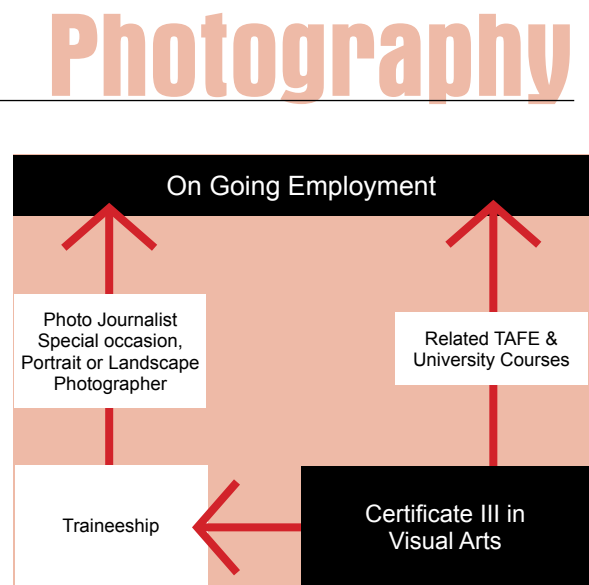 Photography
On Going Employment
Photo Journalist
Special occasion,
Portrait or Landscape
Photographer
Related TAFE &
University Courses
Traineeship
Certificate III in
Visual Arts